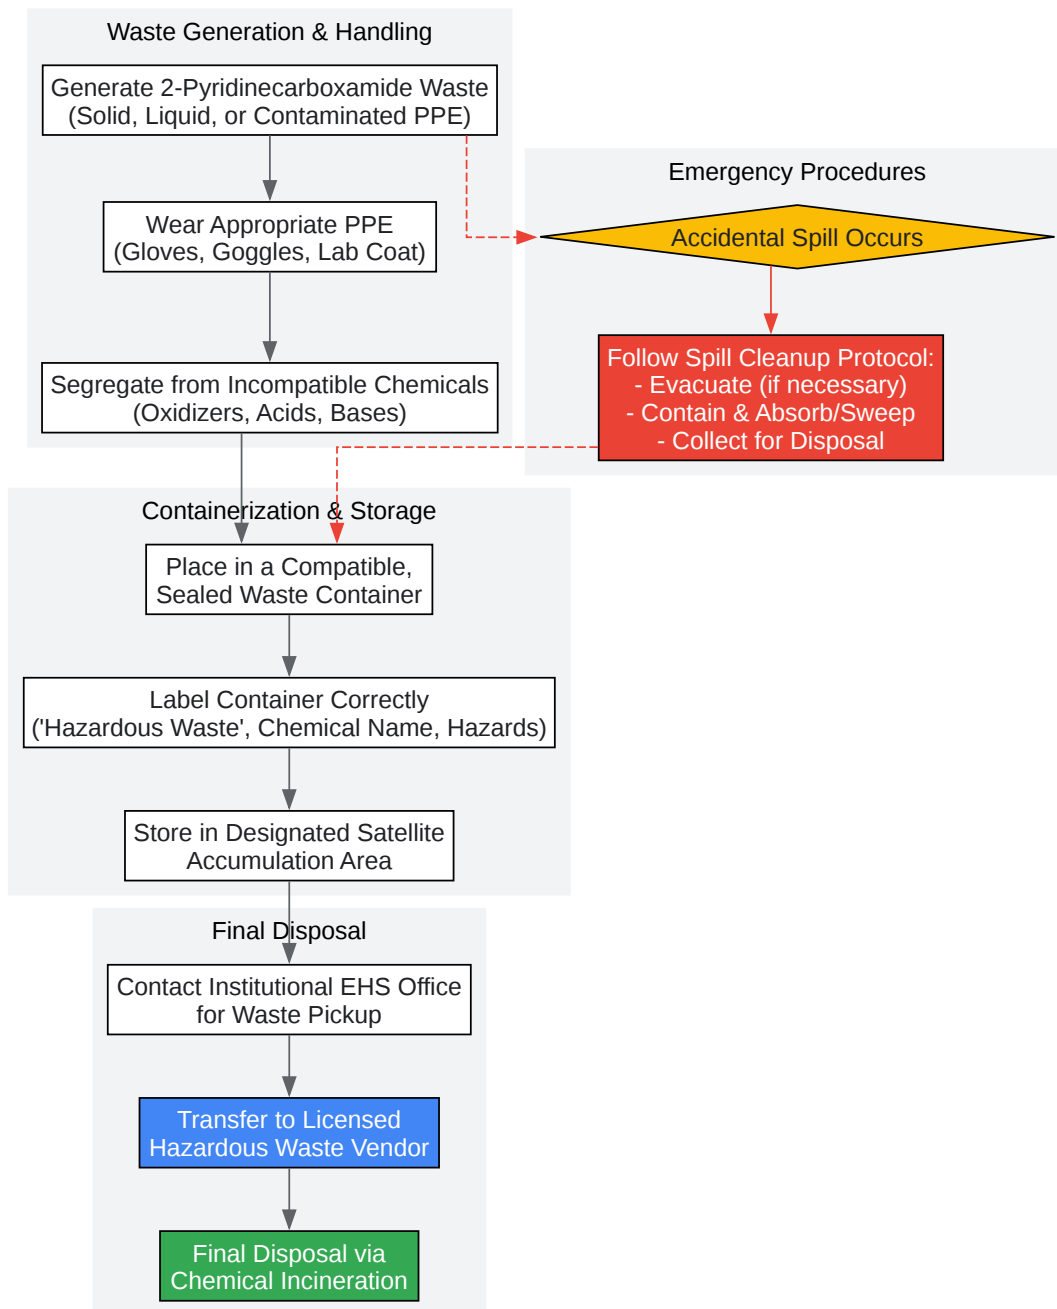 Waste Generation & Handling
Generate 2-Pyridinecarboxamide Waste
(Solid, Liquid, or Contaminated PPE)
Wear Appropriate PPE
(Gloves, Goggles, Lab Coat)
Segregate from Incompatible Chemicals
(Oxidizers, Acids, Bases)
Emergency Procedures
Accidental Spill Occurs
Follow Spill Cleanup Protocol:
- Evacuate (if necessary)
- Contain & Absorb/Sweep
- Collect for Disposal
Containerization & Storage
Place in a Compatible,
Sealed Waste Container
Label Container Correctly
('Hazardous Waste', Chemical Name, Hazards)
Store in Designated Satellite
Accumulation Area
Final Disposal
Contact Institutional EHS Office
for Waste Pickup
Transfer to Licensed
Hazardous Waste Vendor
Final Disposal via
Chemical Incineration